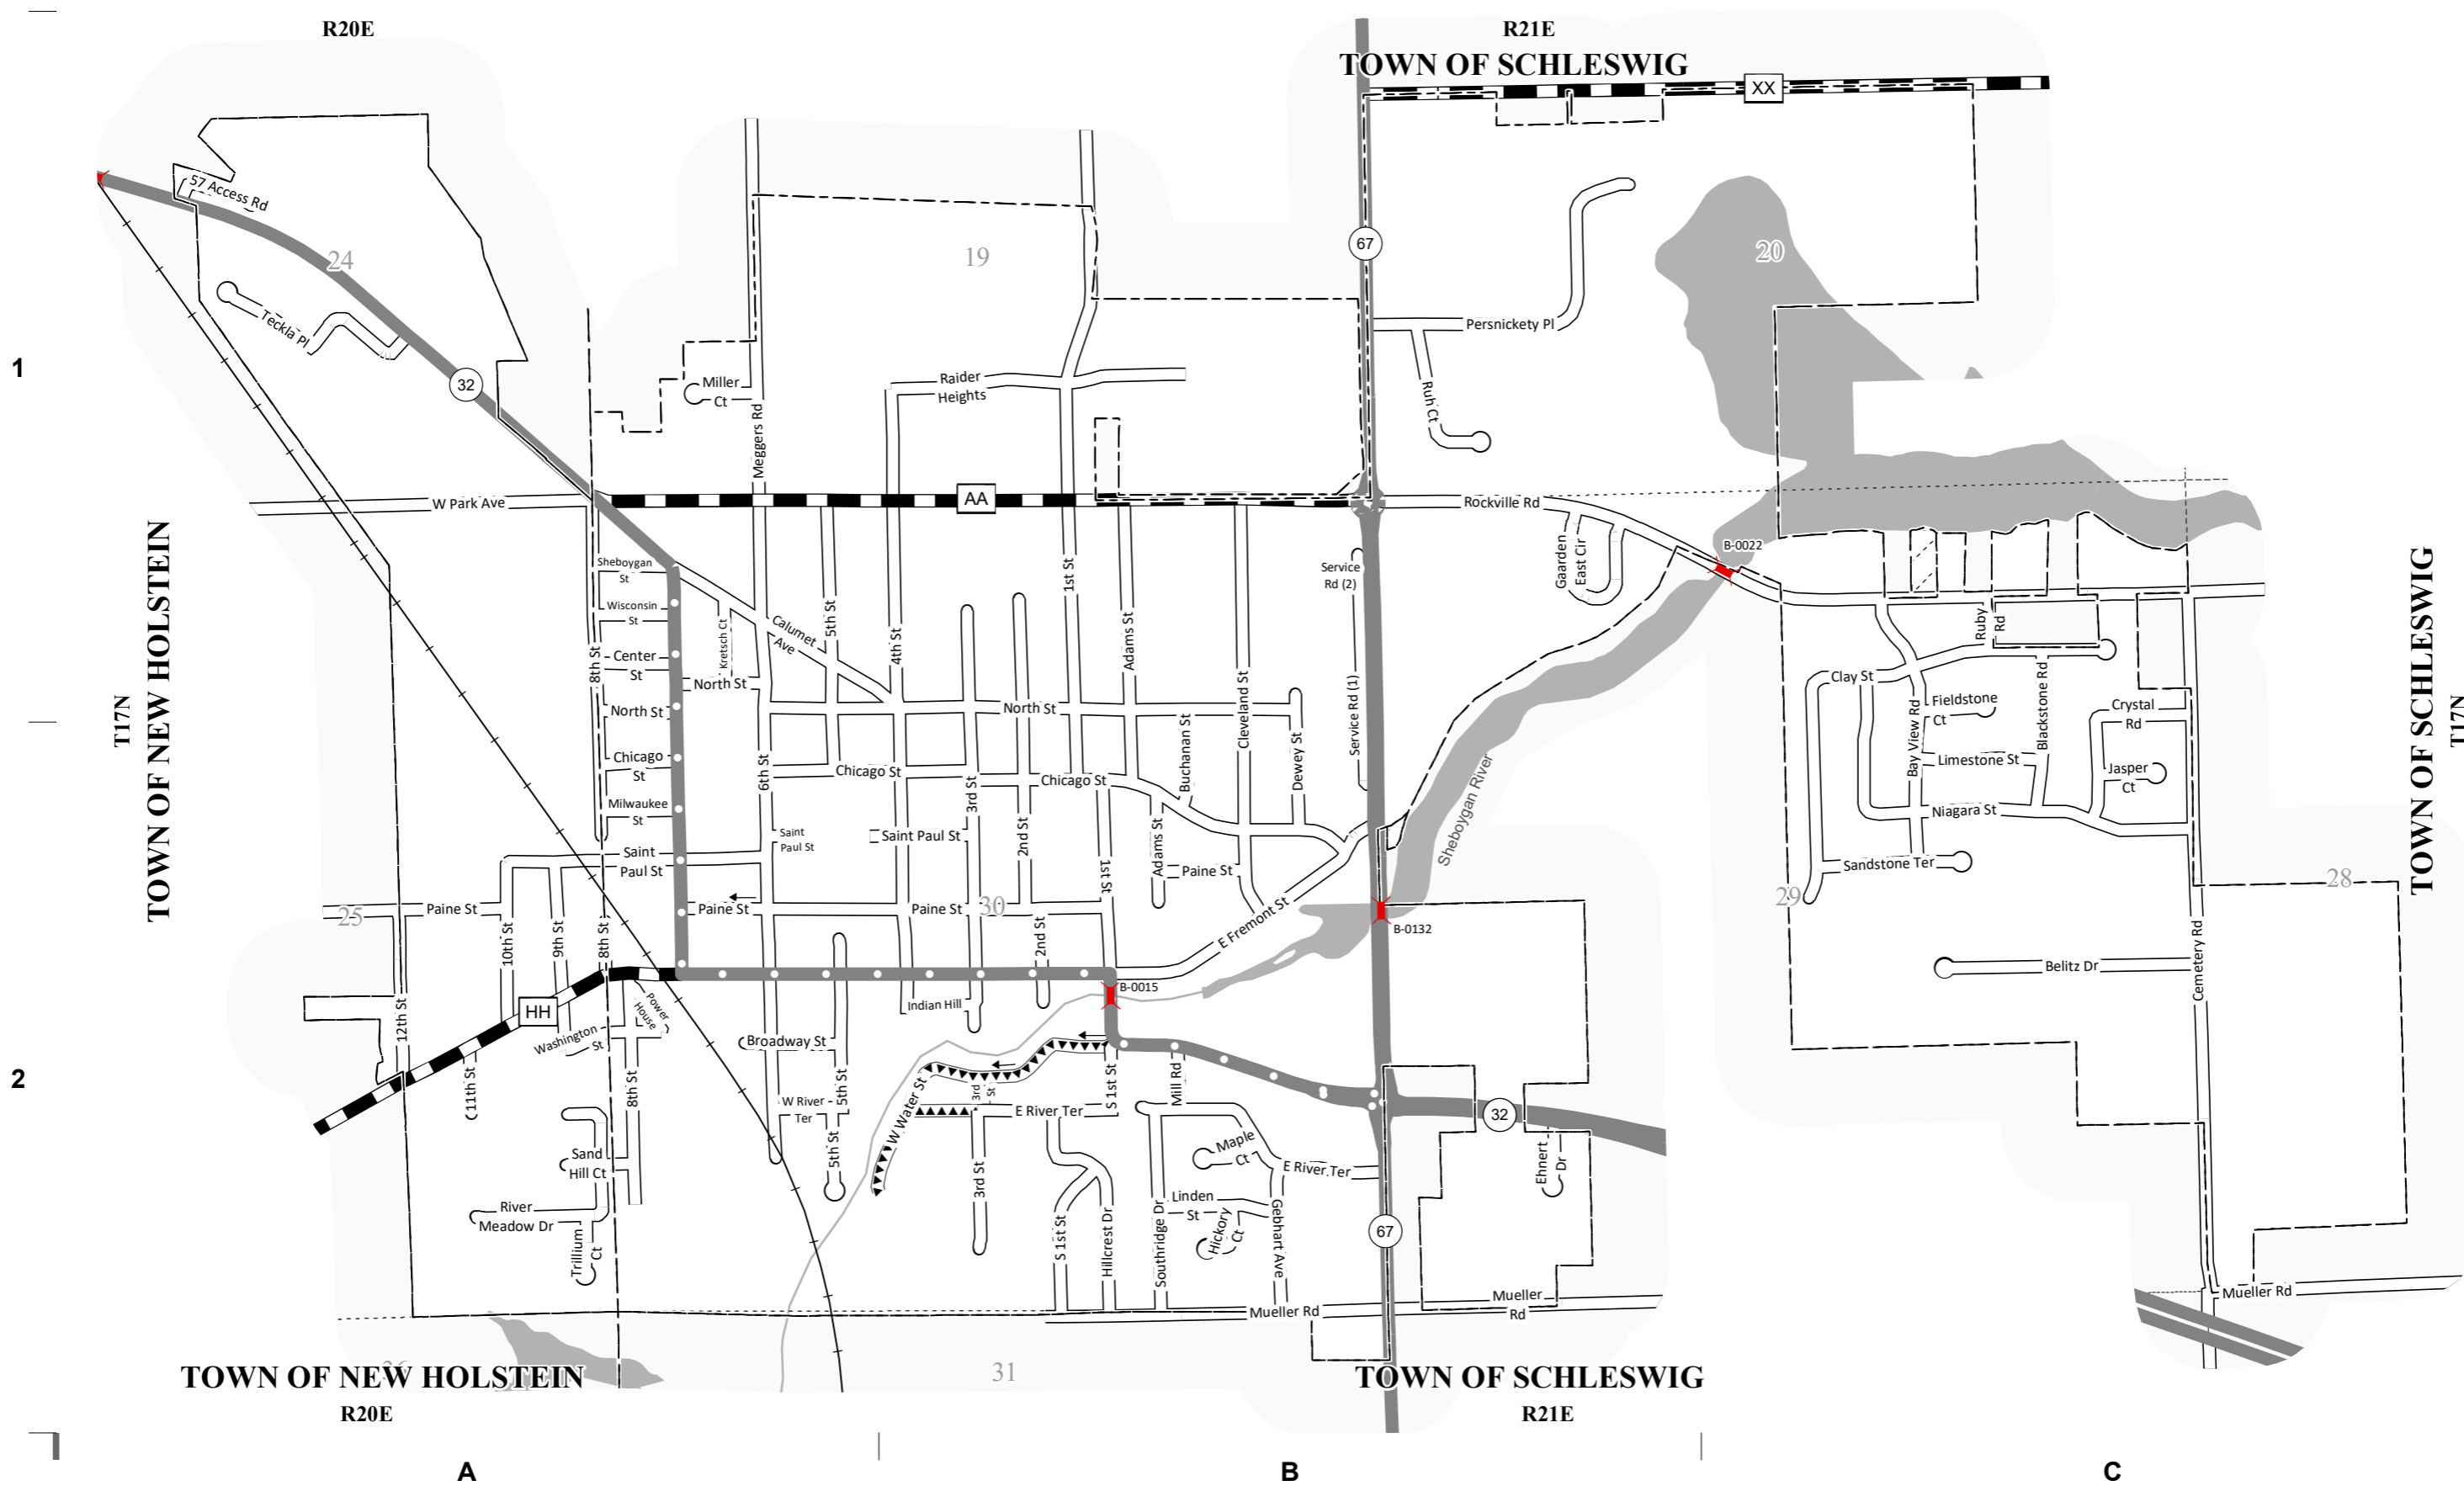 R20E
R21E
TOWN OF SCHLESWIG
XX
57 Access Rd
67
24
19
20
Teckla Pl
Persnickety Pl
1
32
Miller
Ct
Raider
Heights
Ruh Ct
Meggers Rd
W Park Ave
AA
Rockville Rd
B-0022
Sheboygan
St
1st St
Service
Rd (2)
Gaarden
East Cir
Wisconsin
St
Kretsch Ct
Calumet
Ave
5th St
4th St
Adams St
Ruby
Rd
8th St
Center
St
North St
North St
North St
Cleveland St
Service Rd (1)
Clay St
Fieldstone
Ct
Bay View Rd
Blackstone Rd
Crystal
Rd
T17N
TOWN OF NEW HOLSTEIN
TOWN OF SCHLESWIG
T17N
Chicago
St
6th St
Chicago St
3rd St
Chicago St
Buchanan St
Dewey St
Limestone St
Jasper
Ct
Sheboygan River
Milwaukee
St
Saint
Paul St
Saint Paul St
2nd St
Adams St
Niagara St
Saint
Paul St
1st St
Paine St
Sandstone Ter
25
Paine St
Paine St
Paine St
30
29
28
10th St
9th St
8th St
2nd St
E Fremont St
B-0132
Cemetery Rd
Belitz Dr
HH
Power
House
Indian Hill
B-0015
12th St
Washington
St
Broadway St
2
11th St
8th St
5th St
W River
Ter
W Water St
3rd
St
E River Ter
S 1st St
Mill Rd
32
Sand
Hill Ct
5th St
3rd St
Maple
Ct
E River Ter
Ehnert
Dr
River
Meadow Dr
Trillium
Ct
S 1st St
Hillcrest Dr
Southridge Dr
Linden
St
Hickory
Ct
Gebhart Ave
67
Mueller Rd
Mueller
Rd
Mueller Rd
36
31
TOWN OF NEW HOLSTEIN
TOWN OF SCHLESWIG
R20E
R21E
A
B
C